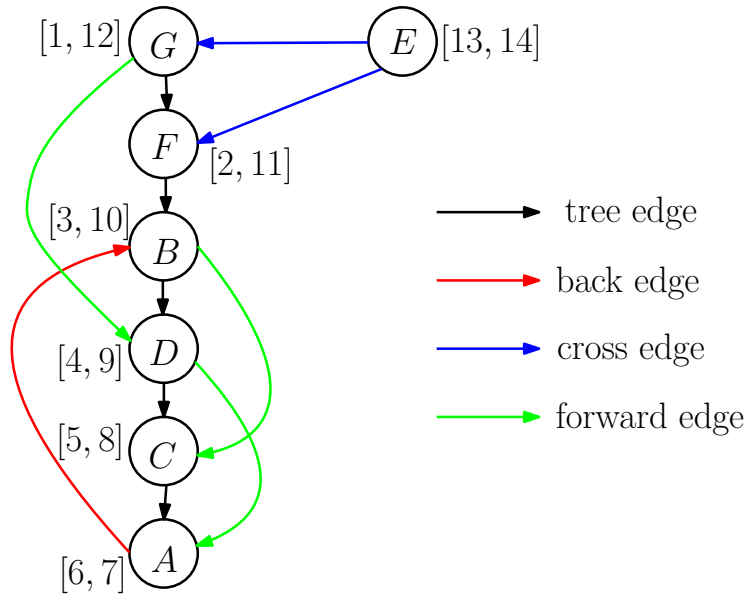 [1, 12] G E [13, 14]
F
[2, 11]
[3, 10]
B
tree edge
back edge
D
cross edge
[4, 9]
forward edge
[5, 8]
C
A
[6, 7]